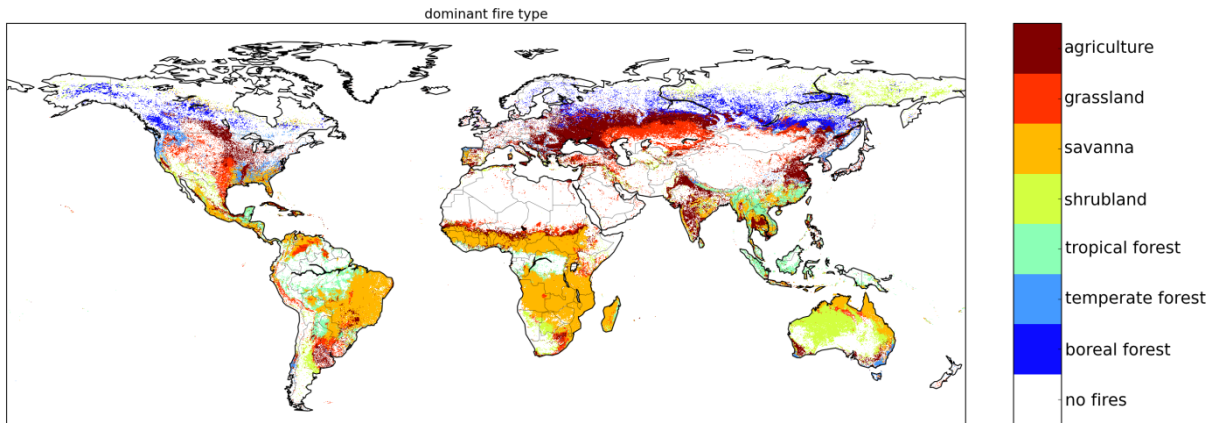 dominant fire type
agriculture
grassland
savanna
shrubland
tropical forest
temperate forest
boreal forest
no fires